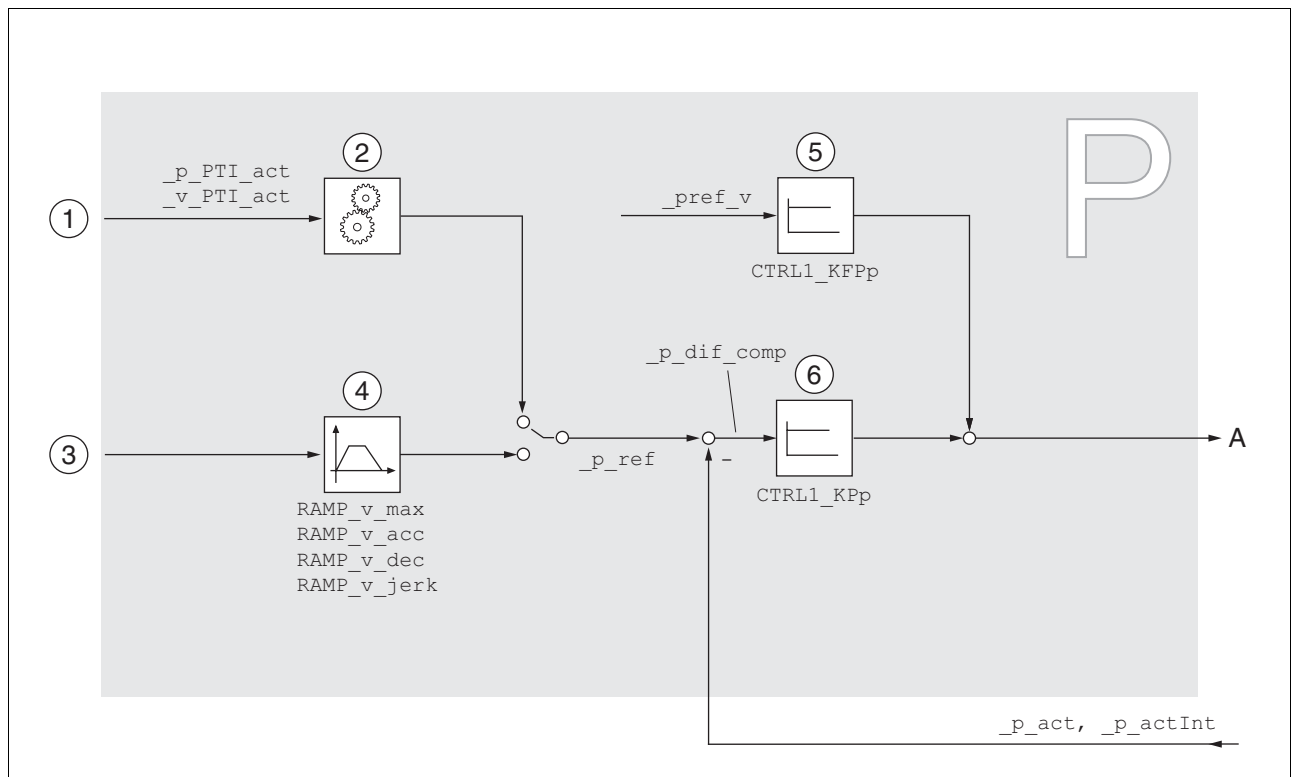 P
2
5
_p_PTI_act
_v_PTI_act
1
_pref_v
CTRL1_KFPp
_p_dif_comp
4
6
3
_p_ref
-
A
CTRL1_KPp
RAMP_v_max
RAMP_v_acc
RAMP_v_dec
RAMP_v_jerk
_p_act, _p_actInt